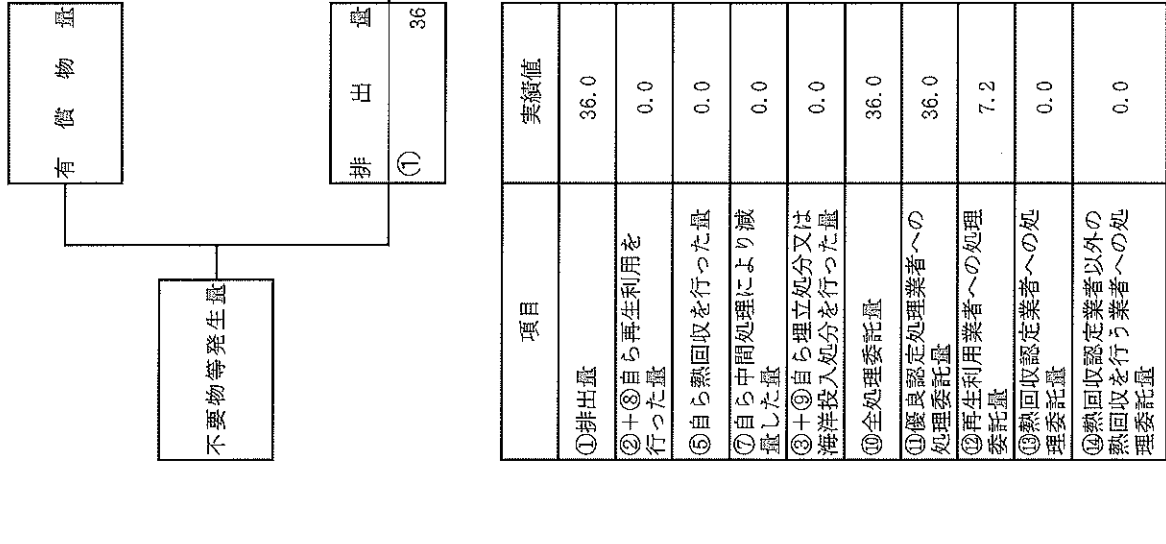 有償物量
不要物等発生量
排出量
① 36
項目 実績値
①排出量 36.0
②+⑧自ら再生利用を
行った量 0.0
⑤自ら熱回収を行った量 0.0
⑦自ら中間処理により減
量した量 0.0
③+⑨自ら埋立処分又は
海洋投入処分を行った量 0.0
⑩全処理委託量 36.0
⑪優良認定処理業者への
処理委託量 36.0
⑫再生利用業者への処理
委託量 7.2
⑬熱回収認定業者への処
理委託量 0.0
⑭熱回収認定業者以外の
熱回収を行う業者への処
理委託量 0.0